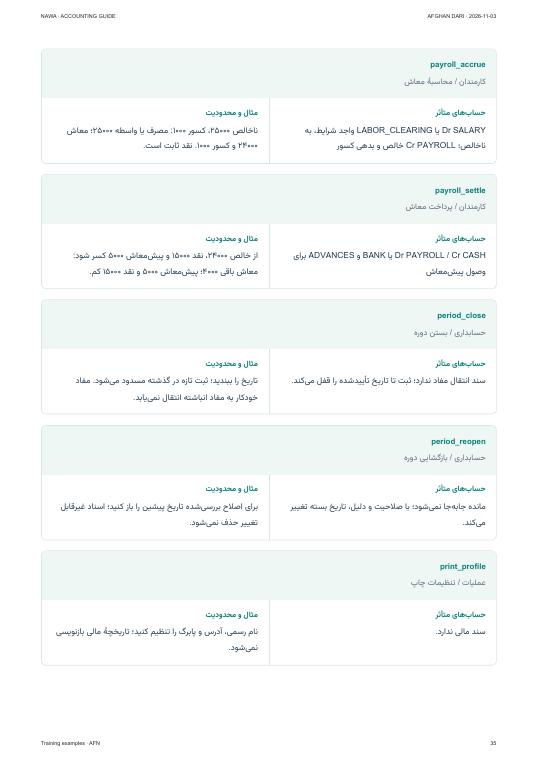 NAWA · ACCOUNTING GUIDE
AFGHAN DARI · 2026-11-03
payroll_accrue
کارمندان / محاسبهٔ معاش
حساب‌های متأثر
Dr SALARY یا LABOR_CLEARING واجد شرایط، به
ناخالص؛ Cr PAYROLL خالص و بدهی کسور
مثال و محدودیت
ناخالص ۲۵۰۰۰، کسور ۱۰۰۰: مصرف یا واسطه ۲۵۰۰۰؛ معاش
۲۴۰۰۰ و کسور ۱۰۰۰. نقد ثابت است.
payroll_settle
کارمندان / پرداخت معاش
حساب‌های متأثر
Dr PAYROLL / Cr CASH یا BANK و ADVANCES برای
وصول پیش‌معاش
مثال و محدودیت
از خالص ۲۴۰۰۰، نقد ۱۵۰۰۰ و پیش‌معاش ۵۰۰۰ کسر شود:
معاش باقی ۴۰۰۰؛ پیش‌معاش ۵۰۰۰ و نقد ۱۵۰۰۰ کم.
period_close
حسابداری / بستن دوره
حساب‌های متأثر
سند انتقال مفاد ندارد؛ ثبت تا تاریخ تأییدشده را قفل می‌کند.
مثال و محدودیت
تاریخ را ببندید؛ ثبت تازه در گذشته مسدود می‌شود. مفاد
خودکار به مفاد انباشته انتقال نمی‌یابد.
period_reopen
حسابداری / بازگشایی دوره
حساب‌های متأثر
مانده جابه‌جا نمی‌شود؛ با صلاحیت و دلیل، تاریخ بسته تغییر
می‌کند.
مثال و محدودیت
برای اصلاح بررسی‌شده تاریخ پیشین را باز کنید؛ اسناد غیرقابل
تغییر حذف نمی‌شود.
print_profile
عملیات / تنظیمات چاپ
حساب‌های متأثر
سند مالی ندارد.
مثال و محدودیت
نام رسمی، آدرس و پابرگ را تنظیم کنید؛ تاریخچهٔ مالی بازنویسی
نمی‌شود.
Training examples · AFN
35